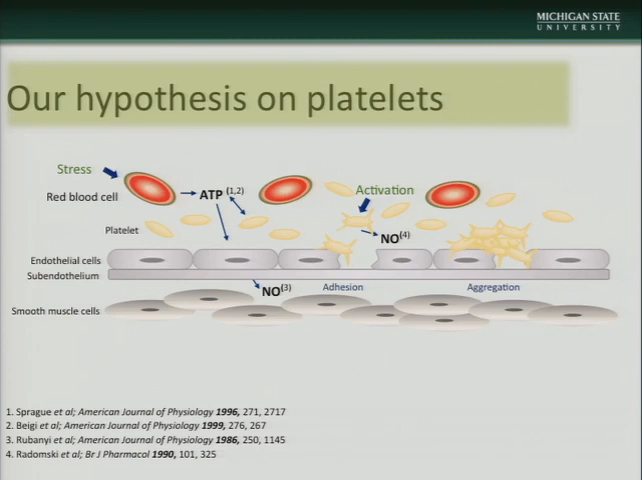 MICHIGAN STATE
UNIVERSITY
Our hypothesis on platelets
Stress
Red blood cell
ATP (1,2)
Activation
Platelet
NO(4)
Endothelial cells
Subendothelium
NO(3)
Adhesion
Aggregation
Smooth muscle cells
1. Sprague et al; American Journal of Physiology 1996, 271, 2717
2. Beigi et al; American Journal of Physiology 1999, 276, 267
3. Rubanyi et al; American Journal of Physiology 1986, 250, 1145
4. Radomski et al; Br J Pharmacol 1990, 101, 325